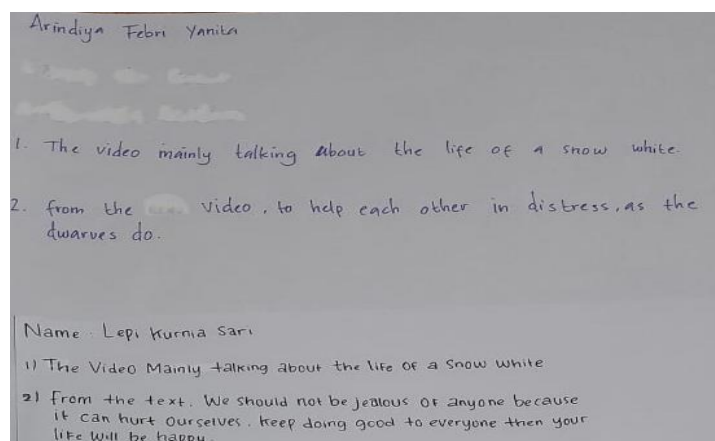 Arindiya Febri Yanita
1. The video mainly talking about the life of a snow white.
2. from the video, to help each other in distress, as the
dwarves do.
Name : Lepi Kurnia Sari
1) The Video Mainly talking about the life of a Snow White
2) from the text. We should not be jealous of anyone because
it can hurt ourselves. Keep doing good to everyone then your
life will be happy.